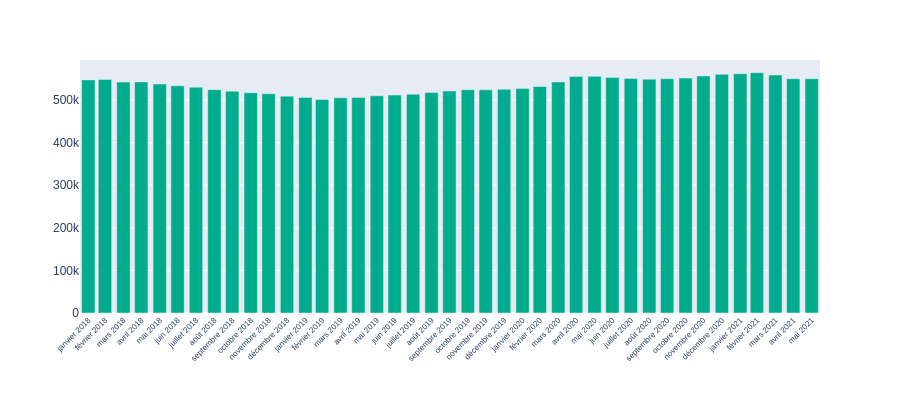 500k
400k
300k
200k
100k
0
janvier 2018
février 2018
mars 2018
avril 2018
mai 2018
juin 2018
juillet 2018
août 2018
septembre 2018
octobre 2018
novembre 2018
décembre 2018
janvier 2019
février 2019
mars 2019
avril 2019
mai 2019
juin 2019
juillet 2019
août 2019
septembre 2019
octobre 2019
novembre 2019
décembre 2019
janvier 2020
février 2020
mars 2020
avril 2020
mai 2020
juin 2020
juillet 2020
août 2020
septembre 2020
octobre 2020
novembre 2020
décembre 2020
janvier 2021
février 2021
mars 2021
avril 2021
mai 2021